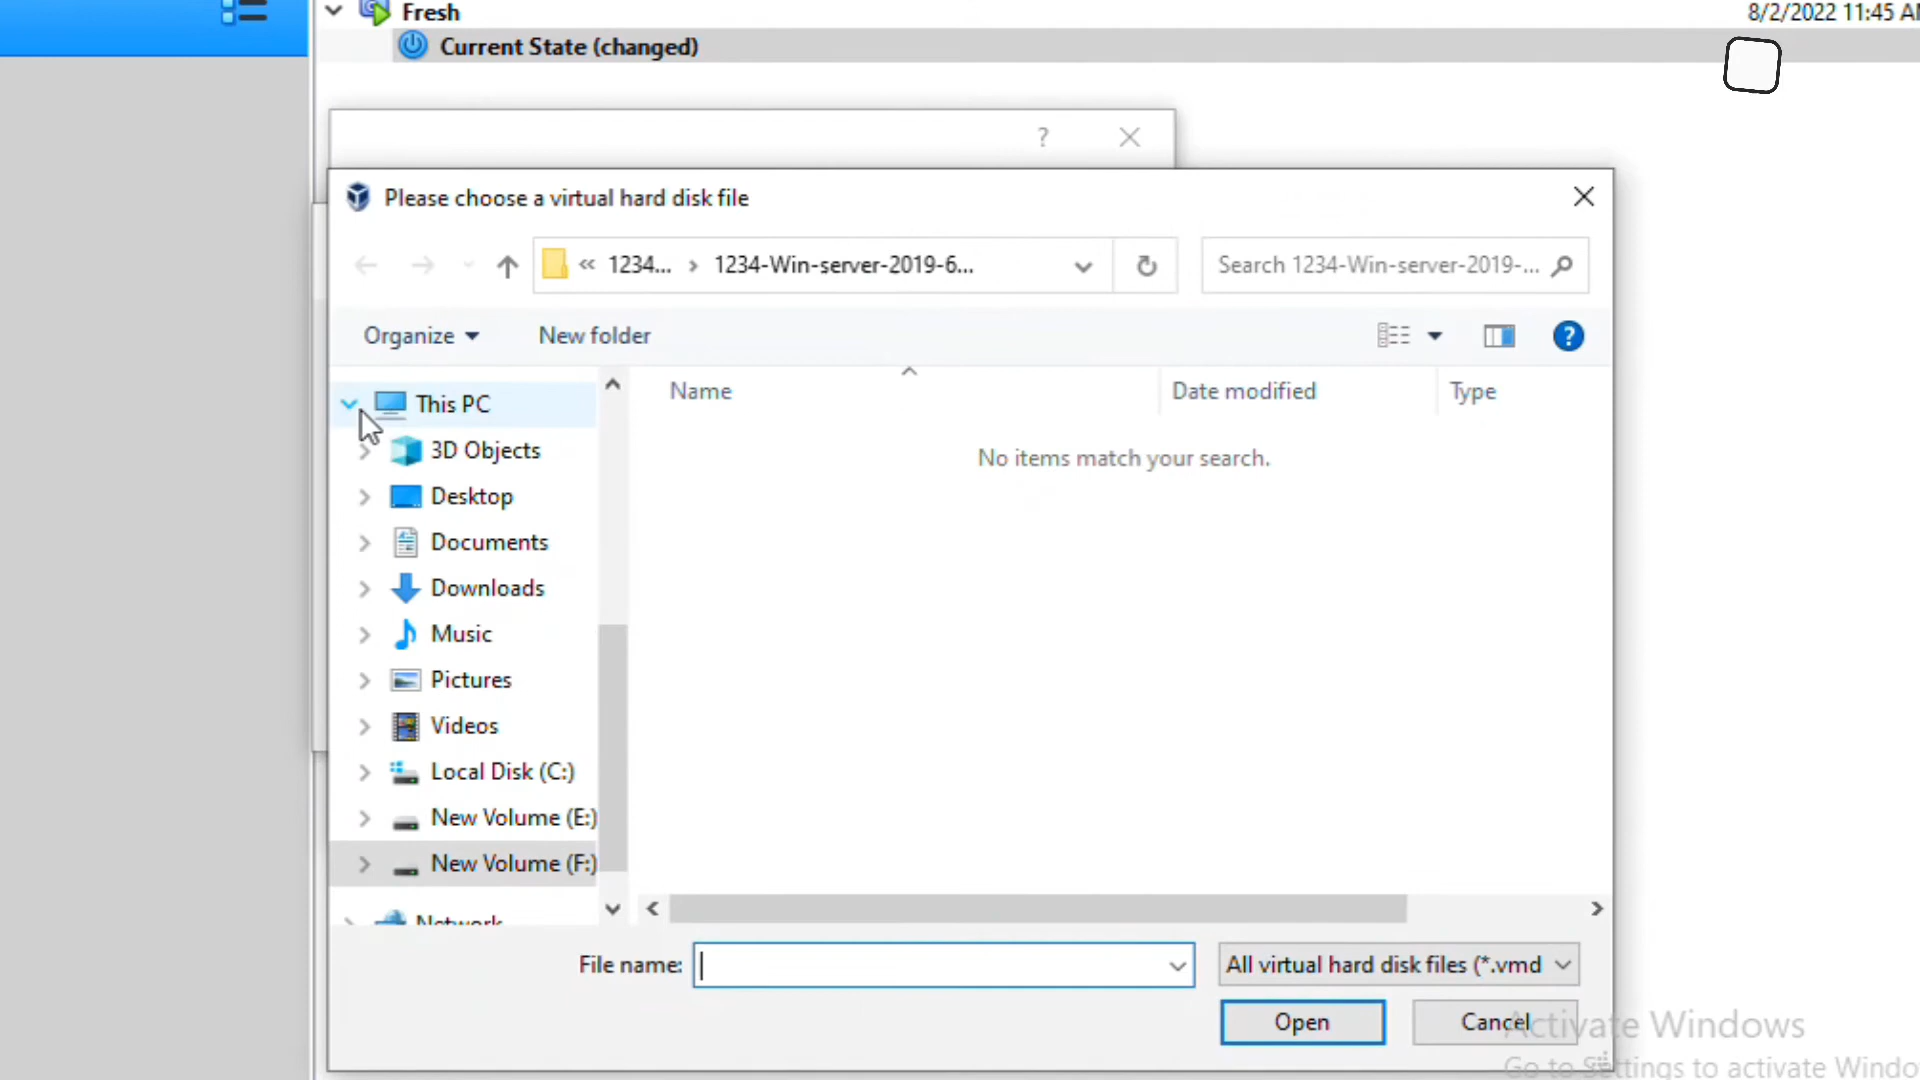 Fresh
8/2/2022 11:45 A
Current State (changed)
?
Please choose a virtual hard disk file
« 1234... › 1234-Win-server-2019-6...
Search 1234-Win-server-2019-...
Organize
New folder
?
This PC
3D Objects
Desktop
Documents
Downloads
Music
Pictures
Videos
Local Disk (C:)
New Volume (E:)
New Volume (F:)
Network
Name
Date modified
Type
No items match your search.
File name:
All virtual hard disk files (*.vmd
Open
Cancel
Activate Windows
Go to Settings to activate Windo